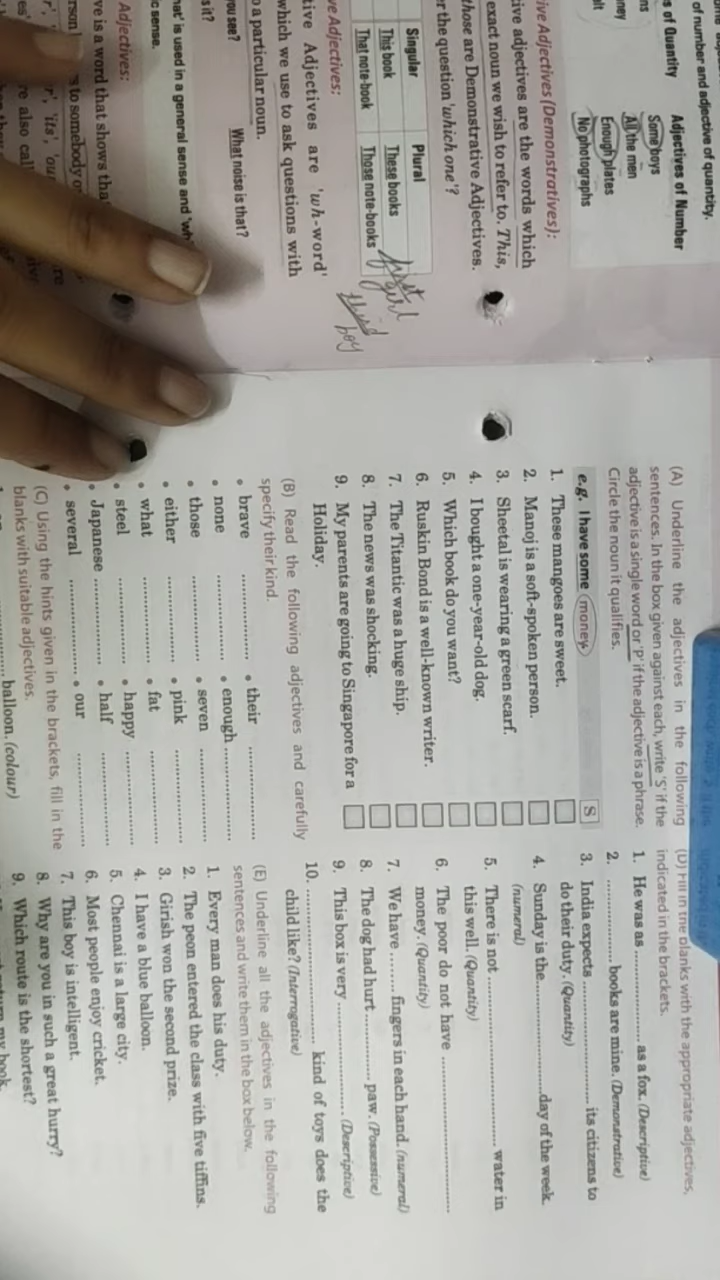 of number and adjective of quantity.
s of Quantity Adjectives of Number
Some boys
All the men
Enough plates
No photographs
ive Adjectives (Demonstratives):
ive adjectives are the words which
exact noun we wish to refer to. This,
those are Demonstrative Adjectives.
r the question 'which one'?
Singular Plural
This book These books
That note-book Those note-books
first
girl
third
boy
ve Adjectives:
tive Adjectives are 'wh-word'
which we use to ask questions with
a particular noun.
you see? What noise is that?
s it?
hat' is used in a general sense and 'wh
ic sense.
Adjectives:
ve is a word that shows tha
to somebody o
'its', 'our
re also cal
(A) Underline the adjectives in the following
sentences. In the box given against each, write 'S' if the
adjective is a single word or 'P' if the adjective is a phrase.
Circle the noun it qualifies.
e.g. I have some money. S
1. These mangoes are sweet.
2. Manoj is a soft-spoken person.
3. Sheetal is wearing a green scarf.
4. I bought a one-year-old dog.
5. Which book do you want?
6. Ruskin Bond is a well-known writer.
7. The Titantic was a huge ship.
8. The news was shocking.
9. My parents are going to Singapore for a
Holiday.
(B) Read the following adjectives and carefully
specify their kind.
• brave .................. • their ..................
• none .................. • enough ..................
• those .................. • seven ..................
• either .................. • pink ..................
• what .................. • fat ..................
• steel .................. • happy ..................
• Japanese .................. • half ..................
• several .................. • our ..................
(C) Using the hints given in the brackets, fill in the
blanks with suitable adjectives.
balloon. (colour)
(D) Fill in the blanks with the appropriate adjectives,
indicated in the brackets.
1. He was as .................. as a fox. (Descriptive)
2. .................. books are mine. (Demonstrative)
3. India expects .................. its citizens to
do their duty. (Quantity)
4. Sunday is the..................day of the week.
(numeral)
5. There is not .................. water in
this well. (Quantity)
6. The poor do not have ..................
money. (Quantity)
7. We have ......... fingers in each hand. (numeral)
8. The dog had hurt ............ paw. (Possessive)
9. This box is very .................. (Descriptive)
10. .................. kind of toys does the
child like? (Interrogative)
(E) Underline all the adjectives in the following
sentences and write them in the box below.
1. Every man does his duty.
2. The peon entered the class with five tiffins.
3. Girish won the second prize.
4. I have a blue balloon.
5. Chennai is a large city.
6. Most people enjoy cricket.
7. This boy is intelligent.
8. Why are you in such a great hurry?
9. Which route is the shortest?
my book.